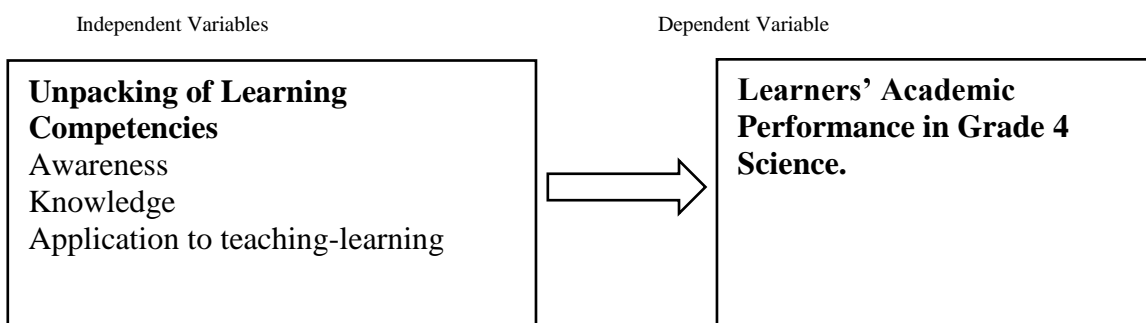 Independent Variables
Dependent Variable
Unpacking of Learning
Competencies
Awareness
Knowledge
Application to teaching-learning
Learners’ Academic
Performance in Grade 4
Science.